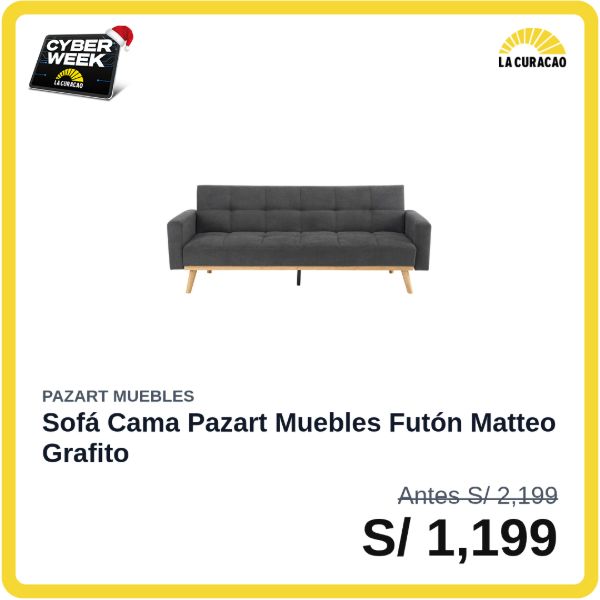 CYBER
WEEK
LA CURACAO
LA CURACAO
PAZART MUEBLES
Sofá Cama Pazart Muebles Futón Matteo
Grafito
Antes S/ 2,199
S/ 1,199